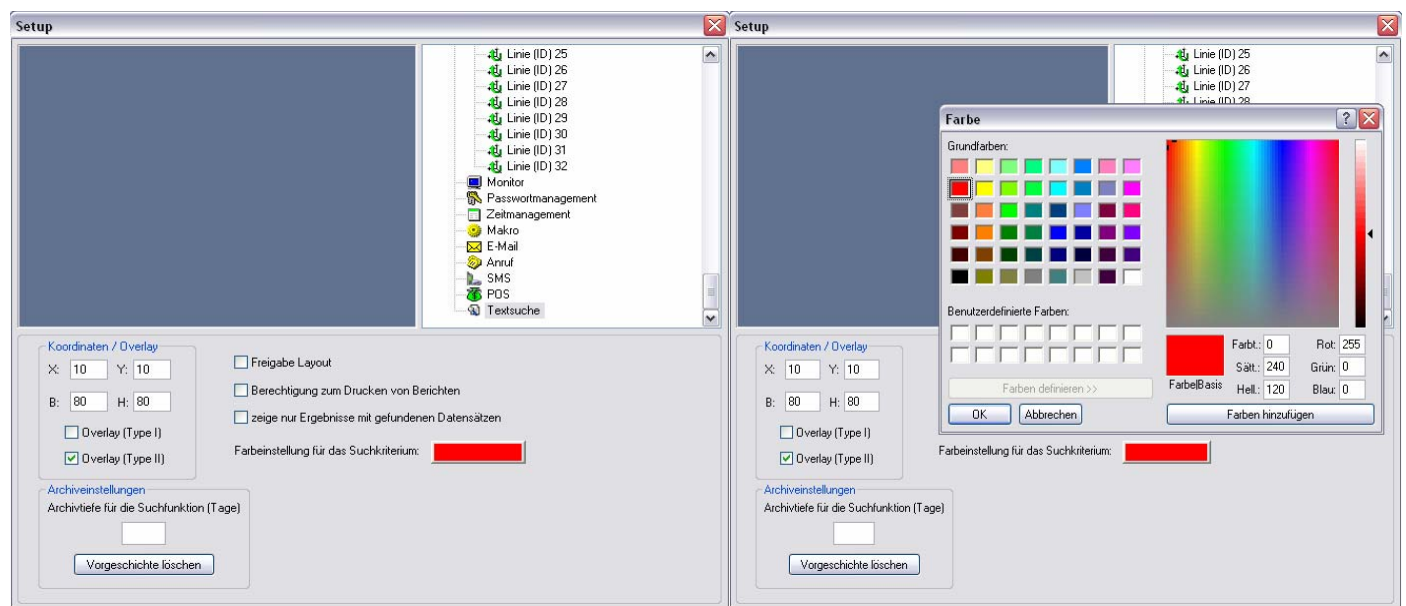 Setup
Linie (ID) 25
Linie (ID) 26
Linie (ID) 27
Linie (ID) 28
Linie (ID) 29
Linie (ID) 30
Linie (ID) 31
Linie (ID) 32
Monitor
Passwortmanagement
Zeitmanagement
Makro
E-Mail
Anruf
SMS
POS
Textsuche
Koordinaten / Overlay
X: 10 Y: 10
B: 80 H: 80
Overlay (Type I)
Overlay (Type II)
Freigabe Layout
Berechtigung zum Drucken von Berichten
zeige nur Ergebnisse mit gefundenen Datensätzen
Farbeinstellung für das Suchkriterium:
Archiveinstellungen
Archivtiefe für die Suchfunktion (Tage)
Vorgeschichte löschen
Setup
Linie (ID) 25
Linie (ID) 26
Linie (ID) 27
Linie (ID) 28
Farbe
?
Grundfarben:
Benutzerdefinierte Farben:
Farben definieren >>
OK Abbrechen
Farbe|Basis
Farbt.: 0 Rot: 255
Sätt.: 240 Grün: 0
Hell.: 120 Blau: 0
Farben hinzufügen
Koordinaten / Overlay
X: 10 Y: 10
B: 80 H: 80
Overlay (Type I)
Overlay (Type II)
Farbeinstellung für das Suchkriterium:
Archiveinstellungen
Archivtiefe für die Suchfunktion (Tage)
Vorgeschichte löschen